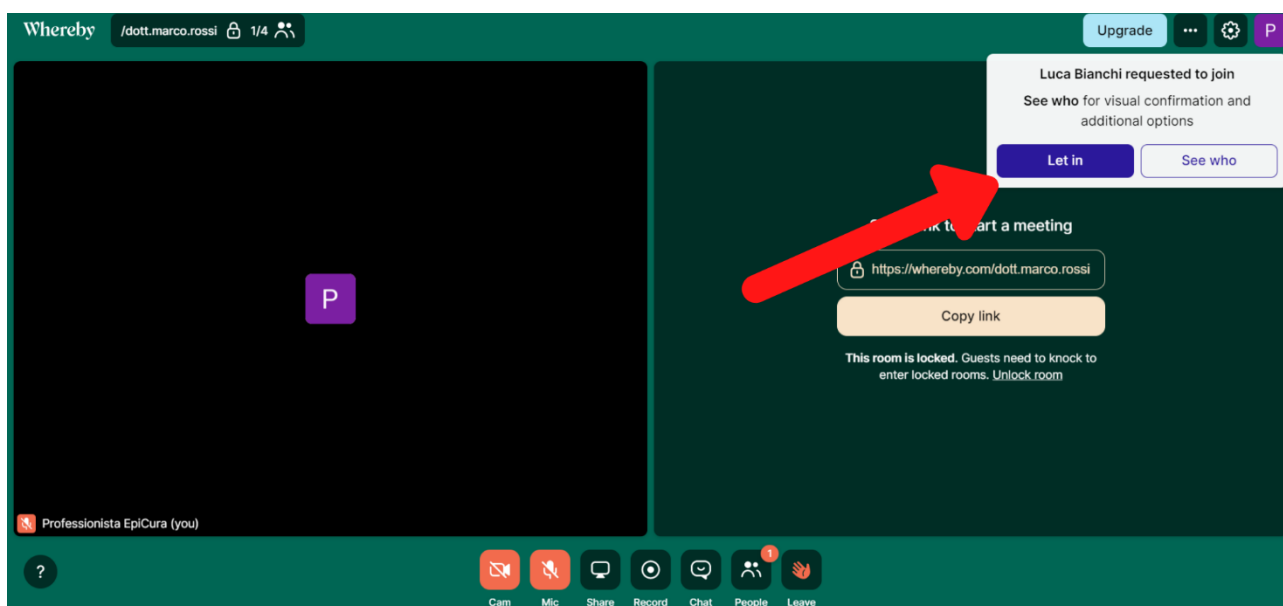 Whereby
/dott.marco.rossi 1/4
Upgrade
P
Luca Bianchi requested to join
See who for visual confirmation and
additional options
Let in
See who
art a meeting
https://whereby.com/dott.marco.rossi
Copy link
This room is locked. Guests need to knock to
enter locked rooms. Unlock room
P
Professionista EpiCura (you)
?
1
Cam
Mic
Share
Record
Chat
People
Leave